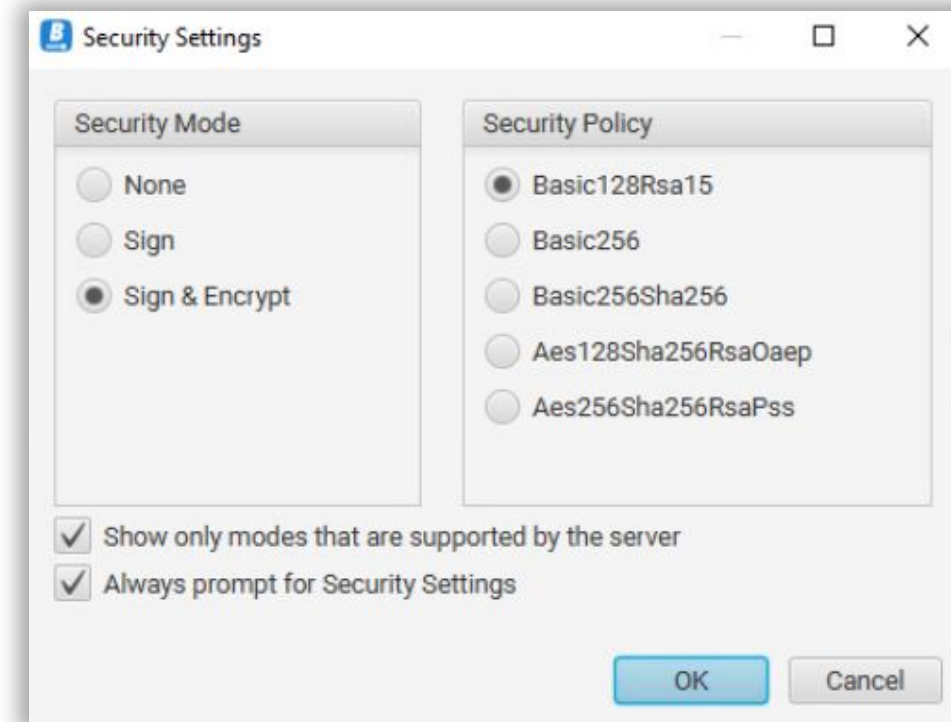 Security Settings
Security Mode
None
Sign
Sign & Encrypt
Security Policy
Basic128Rsa15
Basic256
Basic256Sha256
Aes128Sha256RsaOaep
Aes256Sha256RsaPss
Show only modes that are supported by the server
Always prompt for Security Settings
OK
Cancel